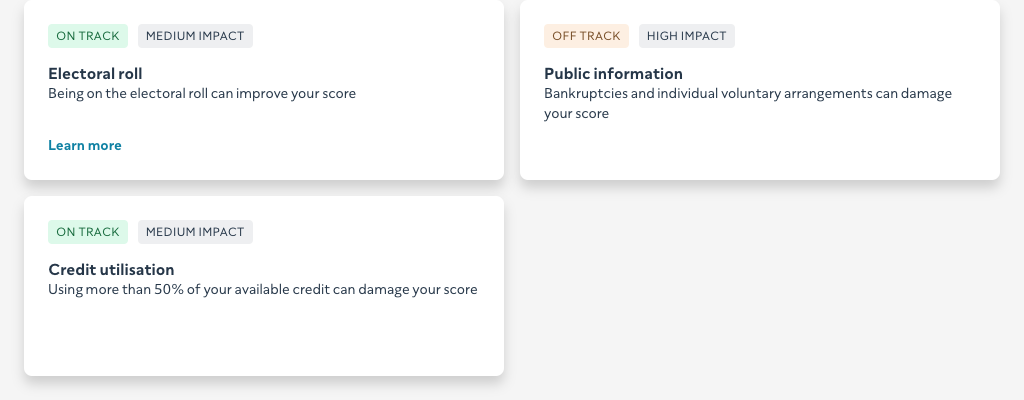 ON TRACK MEDIUM IMPACT
Electoral roll
Being on the electoral roll can improve your score
Learn more
OFF TRACK HIGH IMPACT
Public information
Bankruptcies and individual voluntary arrangements can damage
your score
ON TRACK MEDIUM IMPACT
Credit utilisation
Using more than 50% of your available credit can damage your score